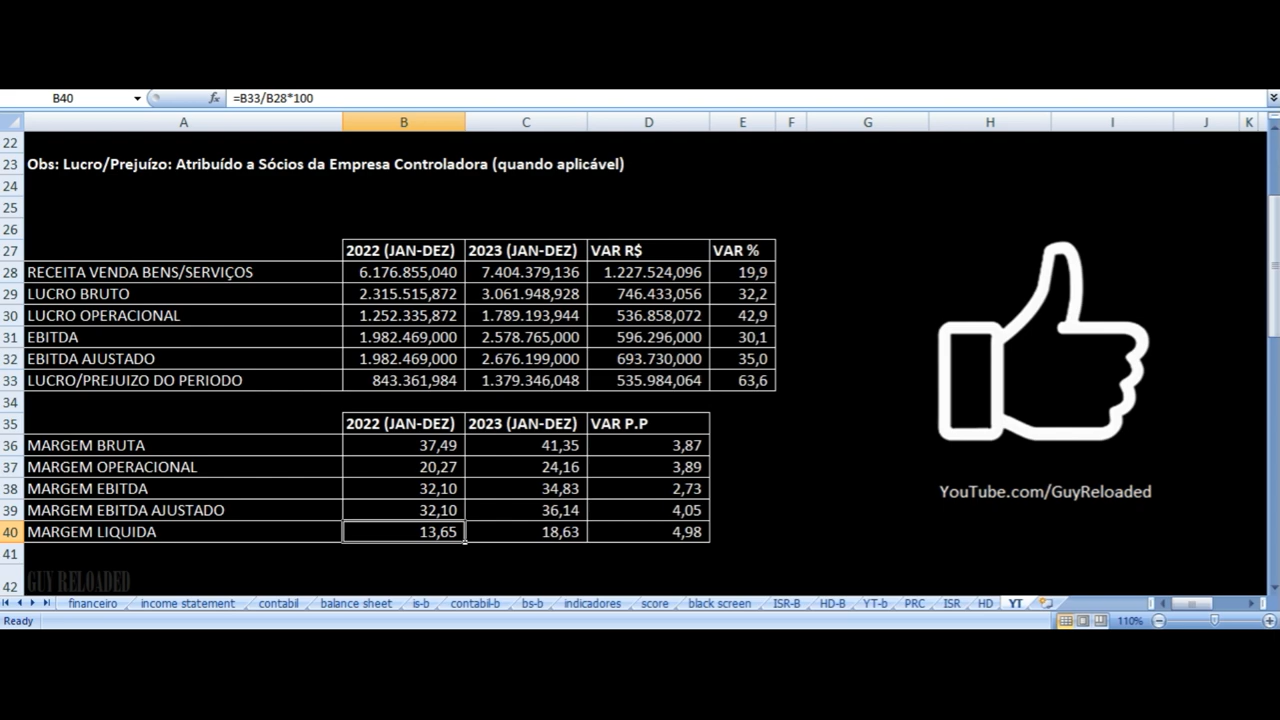 B40 fx =B33/B28*100
A B C D E F G H I J K
22
23 Obs: Lucro/Prejuízo: Atribuído a Sócios da Empresa Controladora (quando aplicável)
24
25
26
27 2022 (JAN-DEZ) 2023 (JAN-DEZ) VAR R$ VAR %
28 RECEITA VENDA BENS/SERVIÇOS 6.176.855,040 7.404.379,136 1.227.524,096 19,9
29 LUCRO BRUTO 2.315.515,872 3.061.948,928 746.433,056 32,2
30 LUCRO OPERACIONAL 1.252.335,872 1.789.193,944 536.858,072 42,9
31 EBITDA 1.982.469,000 2.578.765,000 596.296,000 30,1
32 EBITDA AJUSTADO 1.982.469,000 2.676.199,000 693.730,000 35,0
33 LUCRO/PREJUIZO DO PERIODO 843.361,984 1.379.346,048 535.984,064 63,6
34
35 2022 (JAN-DEZ) 2023 (JAN-DEZ) VAR P.P
36 MARGEM BRUTA 37,49 41,35 3,87
37 MARGEM OPERACIONAL 20,27 24,16 3,89
38 MARGEM EBITDA 32,10 34,83 2,73
39 MARGEM EBITDA AJUSTADO 32,10 36,14 4,05
40 MARGEM LIQUIDA 13,65 18,63 4,98
41
42 GUY RELOADED
YouTube.com/GuyReloaded
financeiro income statement contabil balance sheet is-b contabil-b bs-b indicadores score black screen ISR-B HD-B YT-b PRC ISR HD YT
Ready 110%